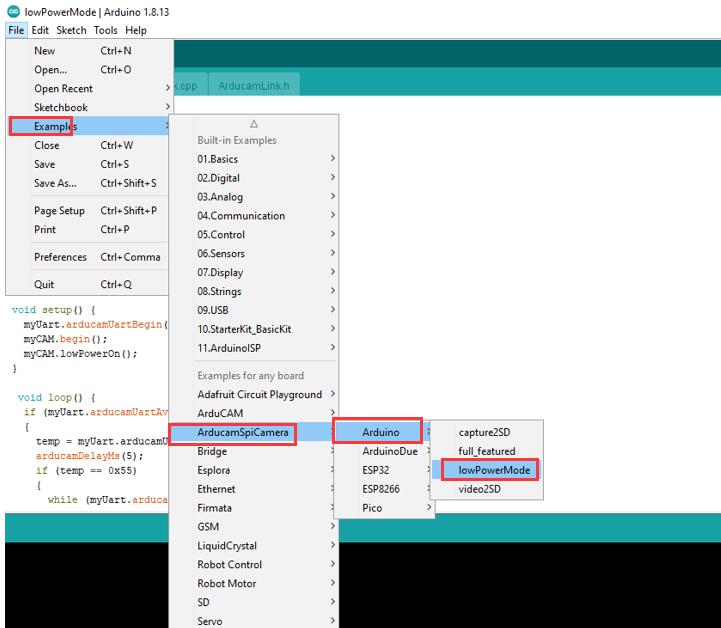 lowPowerMode | Arduino 1.8.13
File Edit Sketch Tools Help
New Ctrl+N
Open... Ctrl+O
Open Recent
Sketchbook
Examples
Close Ctrl+W
Save Ctrl+S
Save As... Ctrl+Shift+S
Page Setup Ctrl+Shift+P
Print Ctrl+P
Preferences Ctrl+Comma
Quit Ctrl+Q
.cpp ArducamLink.h
Built-in Examples
01.Basics
02.Digital
03.Analog
04.Communication
05.Control
06.Sensors
07.Display
08.Strings
09.USB
10.StarterKit_BasicKit
11.ArduinoISP
Examples for any board
Adafruit Circuit Playground
ArduCAM
ArducamSpiCamera
Bridge
Esplora
Ethernet
Firmata
GSM
LiquidCrystal
Robot Control
Robot Motor
SD
Servo
Arduino
ArduinoDue
ESP32
ESP8266
Pico
capture2SD
full_featured
lowPowerMode
video2SD
void setup() {
myUart.arducamUartBegin(
myCAM.begin();
myCAM.lowPowerOn();
}
void loop() {
if (myUart.arducamUartAv
{
temp = myUart.arducamU
arducamDelayMs(5);
if (temp == 0x55)
{
while (myUart.arduca